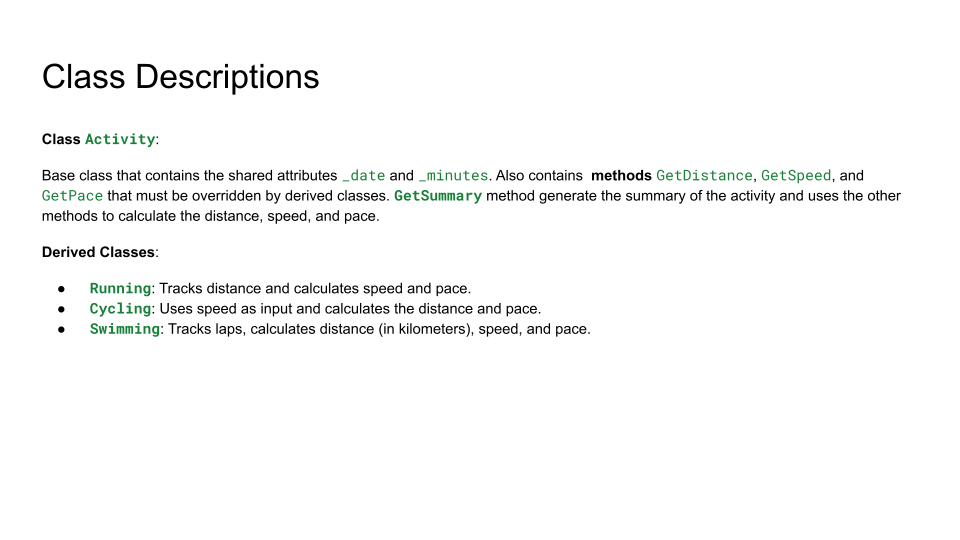 Class Descriptions
Class Activity:
Base class that contains the shared attributes _date and _minutes. Also contains  methods GetDistance, GetSpeed, and
GetPace that must be overridden by derived classes. GetSummary method generate the summary of the activity and uses the other
methods to calculate the distance, speed, and pace.
Derived Classes:
● Running: Tracks distance and calculates speed and pace.
● Cycling: Uses speed as input and calculates the distance and pace.
● Swimming: Tracks laps, calculates distance (in kilometers), speed, and pace.